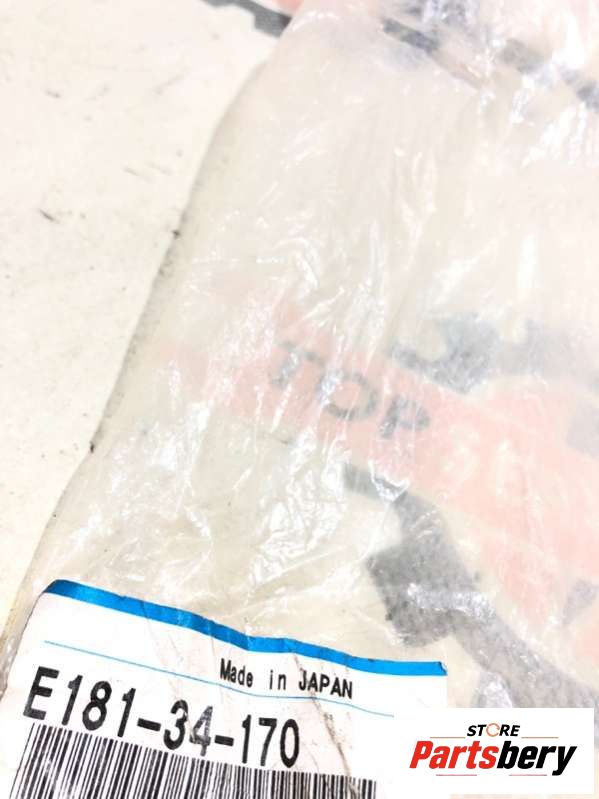 TOP
Made in JAPAN
E181-34-170
STORE
Partsbery